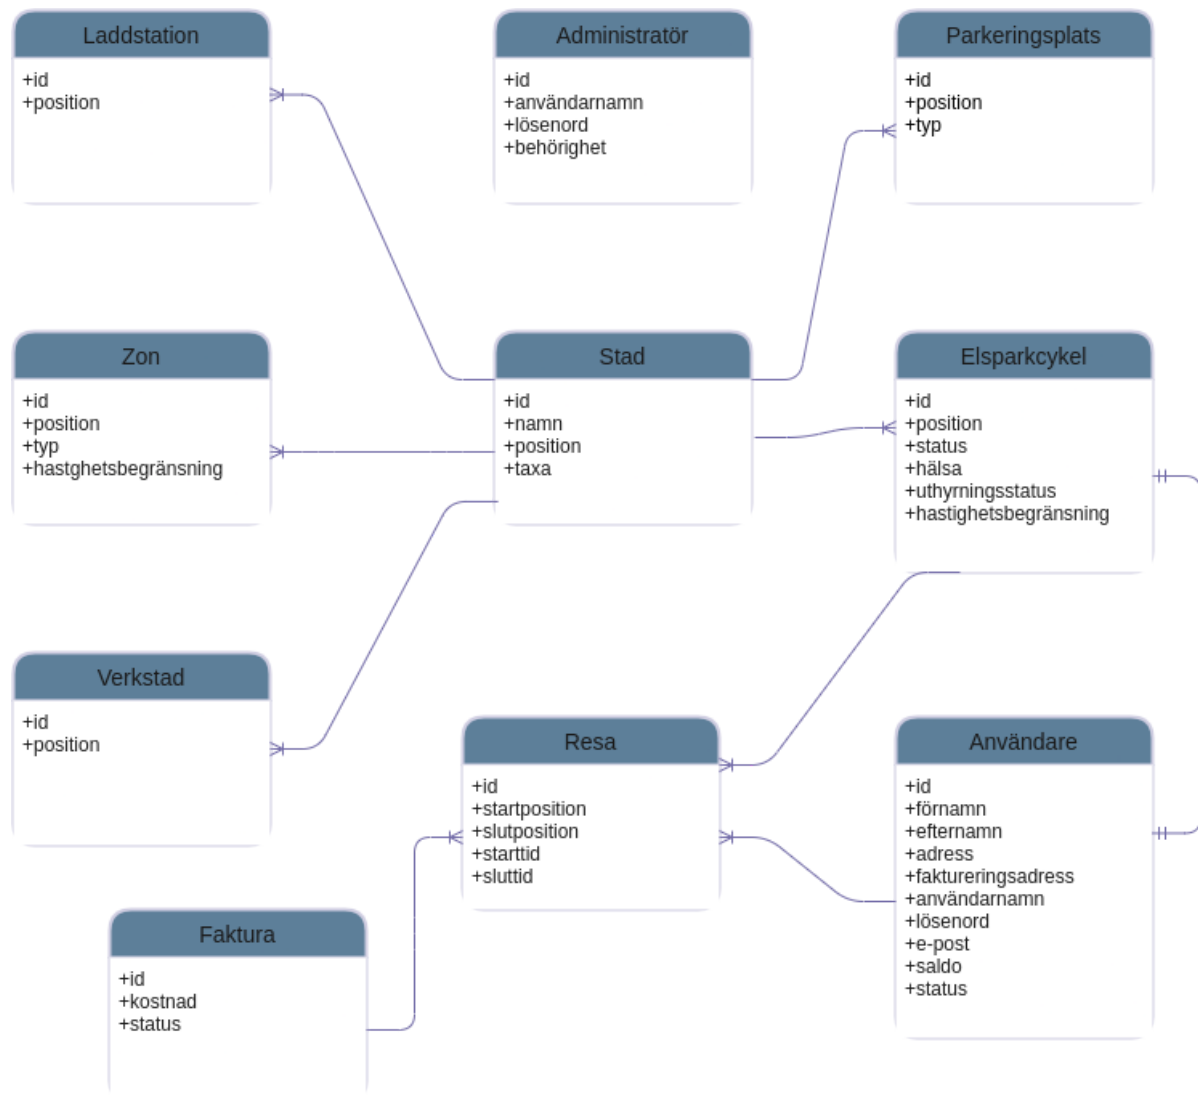 Laddstation
+id
+position
Administratör
+id
+användarnamn
+lösenord
+behörighet
Parkeringsplats
+id
+position
+typ
Zon
+id
+position
+typ
+hastghetsbegränsning
Stad
+id
+namn
+position
+taxa
Elsparkcykel
+id
+position
+status
+hälsa
+uthyrningsstatus
+hastighetsbegränsning
Verkstad
+id
+position
Resa
+id
+startposition
+slutposition
+starttid
+sluttid
Användare
+id
+förnamn
+efternamn
+adress
+faktureringsadress
+användarnamn
+lösenord
+e-post
+saldo
+status
Faktura
+id
+kostnad
+status